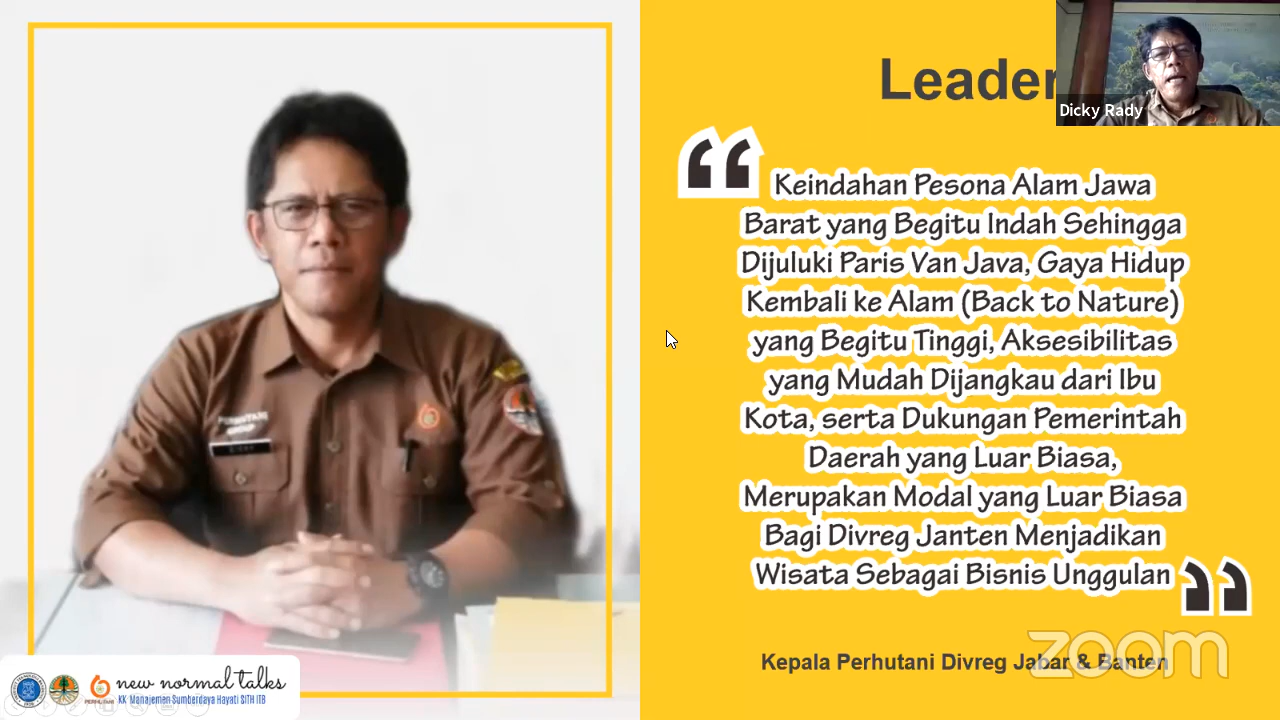 Leader
Dicky Rady
Keindahan Pesona Alam Jawa
Barat yang Begitu Indah Sehingga
Dijuluki Paris Van Java, Gaya Hidup
Kembali ke Alam (Back to Nature)
yang Begitu Tinggi, Aksesibilitas
yang Mudah Dijangkau dari Ibu
Kota, serta Dukungan Pemerintah
Daerah yang Luar Biasa,
Merupakan Modal yang Luar Biasa
Bagi Divreg Janten Menjadikan
Wisata Sebagai Bisnis Unggulan
zoom
Kepala Perhutani Divreg Jabar & Banten
new normal talks
PERHUTANI
KK Manajemen Sumberdaya Hayati SITH ITB